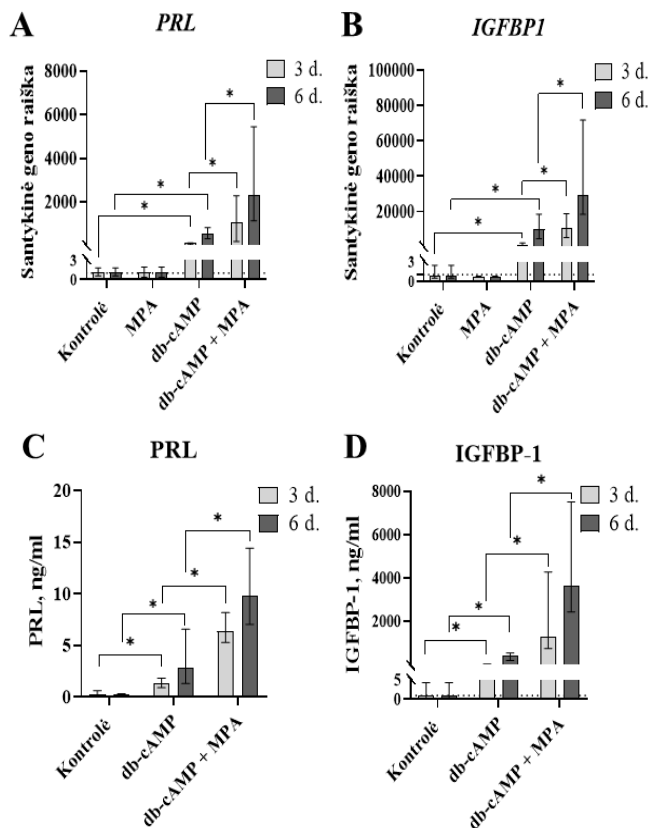 A
PRL
Santykinė geno raiška
8000
6000
4000
2000
3
0
*
*
*
*
3 d.
6 d.
Kontrolė
MPA
db-cAMP
db-cAMP + MPA
B
IGFBP1
Santykinė geno raiška
100000
80000
60000
40000
20000
3
0
*
*
*
*
3 d.
6 d.
Kontrolė
MPA
db-cAMP
db-cAMP + MPA
C
PRL
PRL, ng/ml
20
15
10
5
0
*
*
*
*
3 d.
6 d.
Kontrolė
db-cAMP
db-cAMP + MPA
D
IGFBP-1
IGFBP-1, ng/ml
8000
6000
4000
2000
5
0
*
*
*
*
3 d.
6 d.
Kontrolė
db-cAMP
db-cAMP + MPA